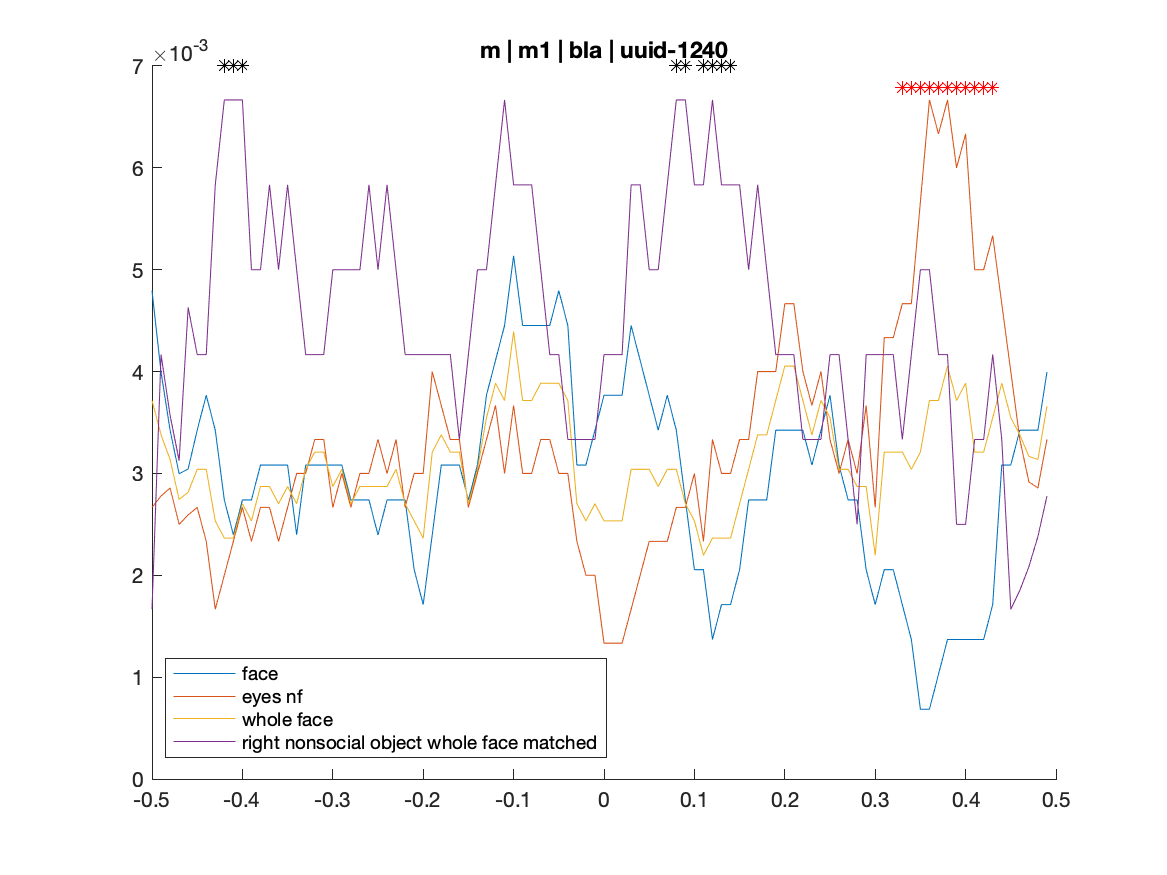 m | m1 | bla | uuid-1240
×10-3
7
6
5
4
3
2
1
0
-0.5 -0.4 -0.3 -0.2 -0.1 0 0.1 0.2 0.3 0.4 0.5
face
eyes nf
whole face
right nonsocial object whole face matched